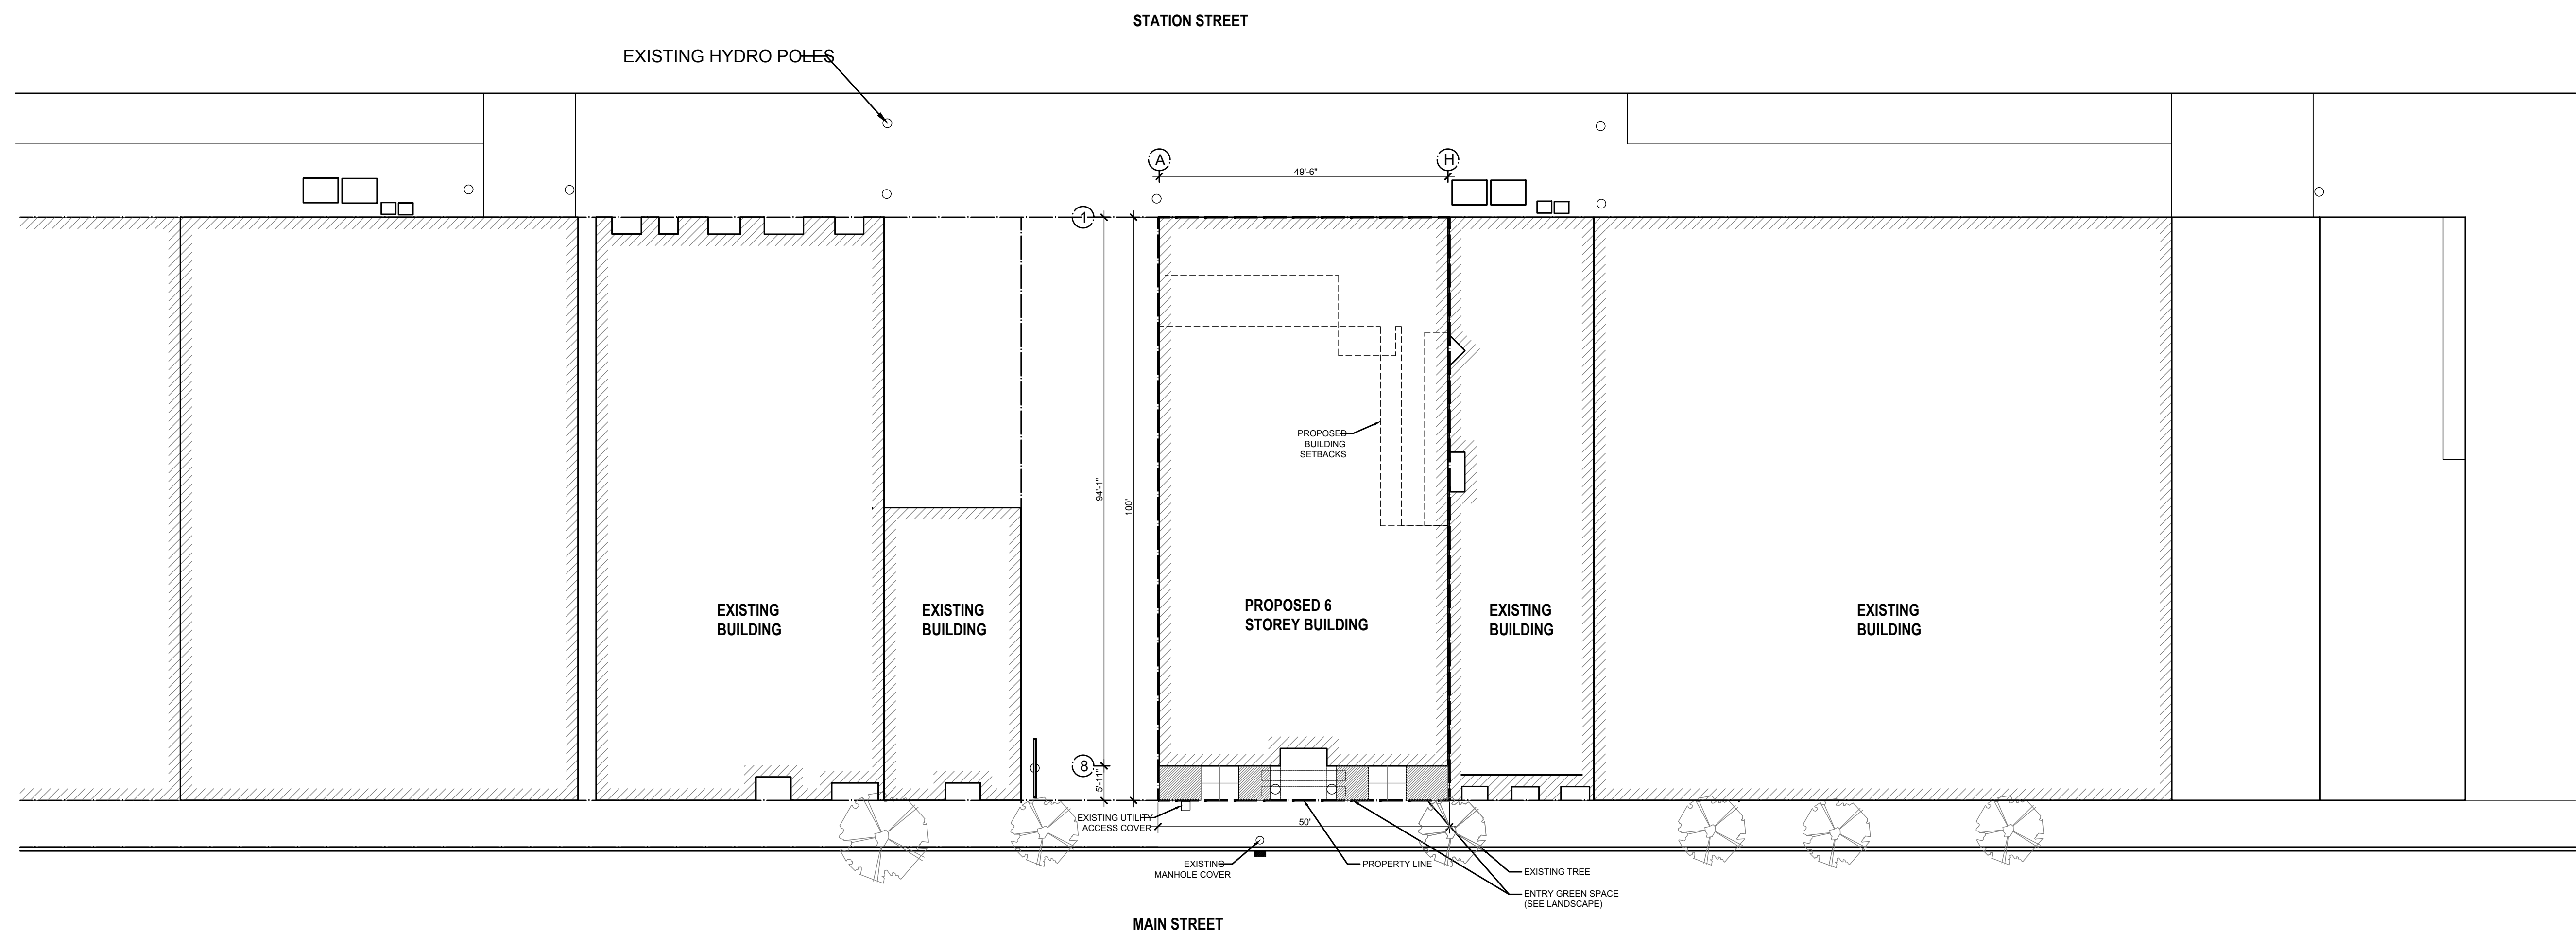 STATION STREET
EXISTING HYDRO POLES
A
H
49'-6"
1
94'-1"
100'
PROPOSED
BUILDING
SETBACKS
EXISTING
BUILDING
EXISTING
BUILDING
PROPOSED 6
STOREY BUILDING
EXISTING
BUILDING
EXISTING
BUILDING
8
5'-11"
EXISTING UTILITY
ACCESS COVER
50'
EXISTING
MANHOLE COVER
PROPERTY LINE
EXISTING TREE
ENTRY GREEN SPACE
(SEE LANDSCAPE)
MAIN STREET